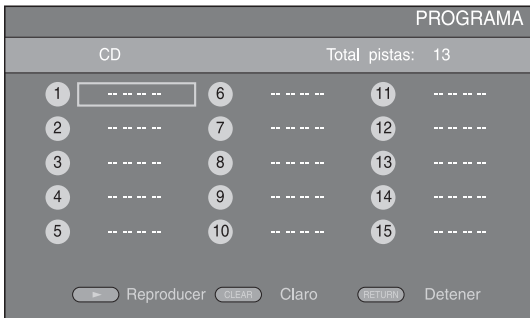 PROGRAMA
CD Total pistas: 13
1 -- -- -- -- 6 -- -- -- -- 11 -- -- -- --
2 -- -- -- -- 7 -- -- -- -- 12 -- -- -- --
3 -- -- -- -- 8 -- -- -- -- 13 -- -- -- --
4 -- -- -- -- 9 -- -- -- -- 14 -- -- -- --
5 -- -- -- -- 10 -- -- -- -- 15 -- -- -- --
Reproducer CLEAR Claro RETURN Detener